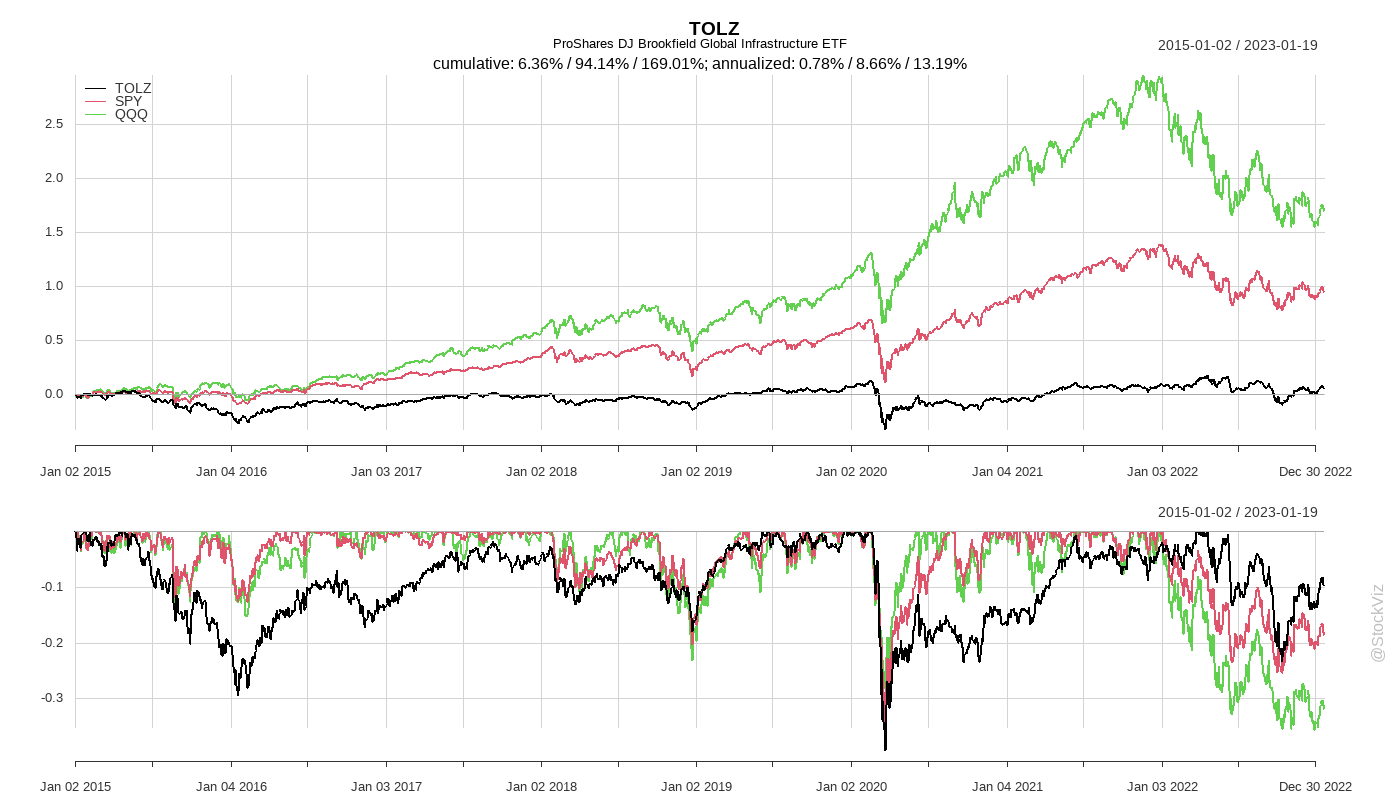 TOLZ
ProShares DJ Brookfield Global Infrastructure ETF
2015-01-02 / 2023-01-19
cumulative: 6.36% / 94.14% / 169.01%; annualized: 0.78% / 8.66% / 13.19%
TOLZ
SPY
QQQ
2.5
2.0
1.5
1.0
0.5
0.0
Jan 02 2015 Jan 04 2016 Jan 03 2017 Jan 02 2018 Jan 02 2019 Jan 02 2020 Jan 04 2021 Jan 03 2022 Dec 30 2022
2015-01-02 / 2023-01-19
-0.1
-0.2
-0.3
Jan 02 2015 Jan 04 2016 Jan 03 2017 Jan 02 2018 Jan 02 2019 Jan 02 2020 Jan 04 2021 Jan 03 2022 Dec 30 2022
@StockViz